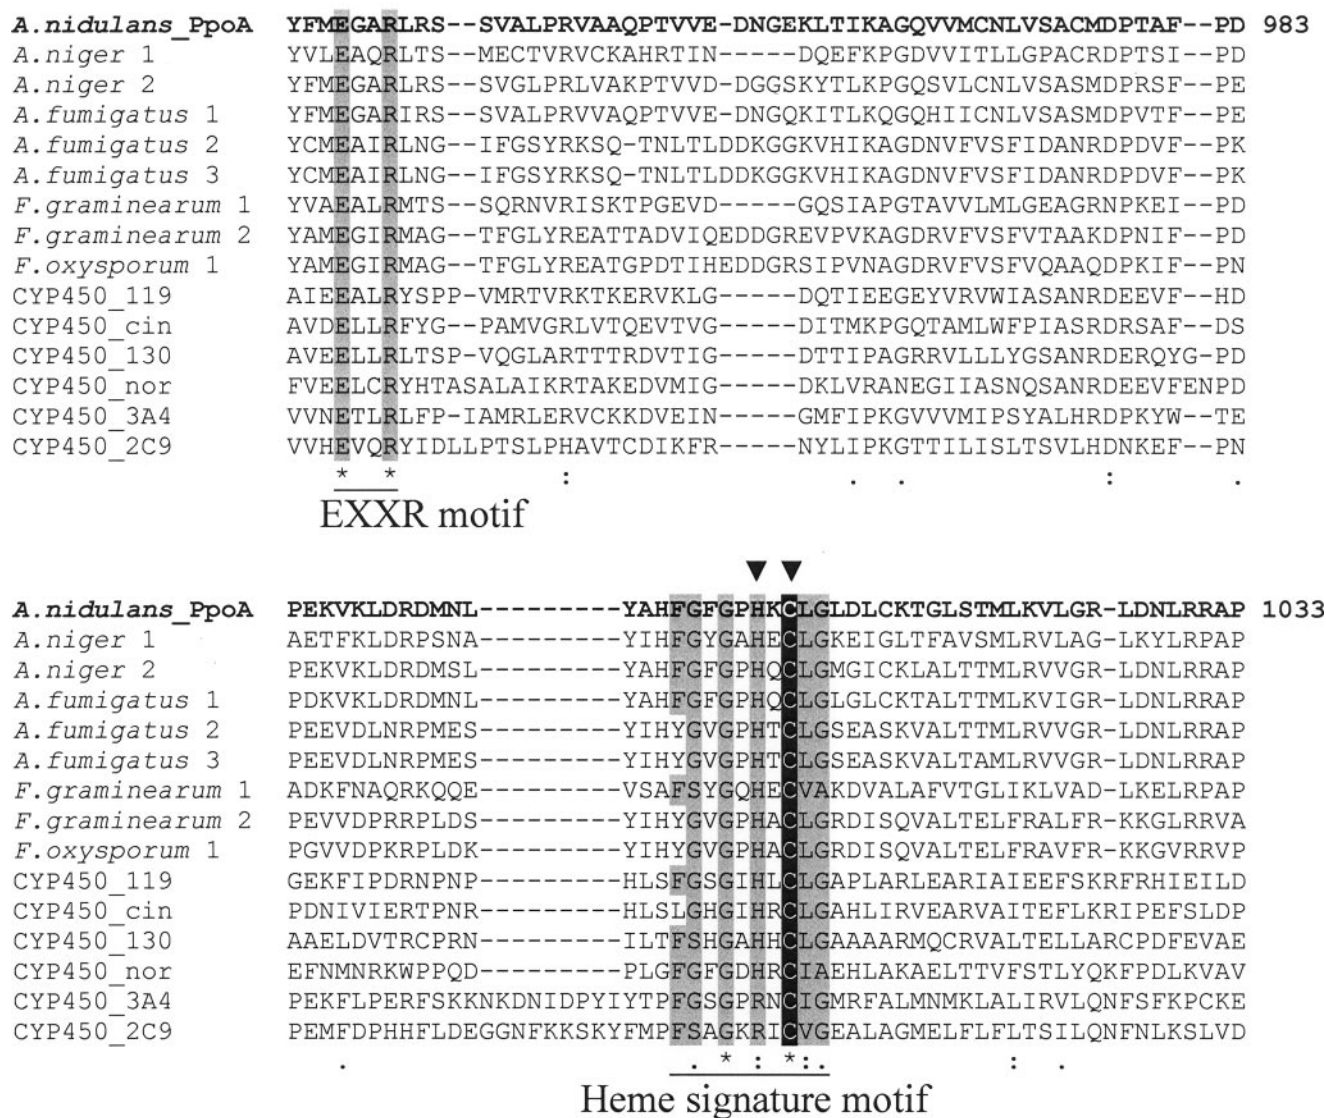 A.nidulans_PpoA YFMEGARLRS--SVALPRVAAQPTVVE-DNGEKLTIKAGQVVMCNLVSACMDPTAF--PD 983
A.niger 1 YVLEAQRLTS--MECTVRVCKAHRTIN-----DQEFKPGDVVITLLGPACRDPTSI--PD
A.niger 2 YFMEGARLRS--SVGLPRLVAKPTVVD-DGGSKYTLKPGQSVLCNLVSASMDPRSF--PE
A.fumigatus 1 YFMEGARIRS--SVALPRVVAQPTVVE-DNGQKITLKQGQHIICNLVSASMDPVTF--PE
A.fumigatus 2 YCMEAIRLNG--IFGSYRKSQ-TNLTLDDKGGKVHIKAGDNVFVSFIDANRDPDVF--PK
A.fumigatus 3 YCMEAIRLNG--IFGSYRKSQ-TNLTLDDKGGKVHIKAGDNVFVSFIDANRDPDVF--PK
F.graminearum 1 YVAEALRMTS--SQRNVRISKTPGEVD-----GQSIAPGTAVVLMLGEAGRNPKEI--PD
F.graminearum 2 YAMEGIRMAG--TFGLYREATTADVIQEDDGREVPVKAGDRVFVSFVTAAKDPNIF--PD
F.oxysporum 1 YAMEGIRMAG--TFGLYREATGPDTIHEDDGRSIPVNAGDRVFVSFVQAAQDPKIF--PN
CYP450_119 AIEEALRYSPP-VMRTVRKTKERVKLG-----DQTIEEGEYVRVWIASANRDEEVF--HD
CYP450_cin AVDELLRFYG--PAMVGRLVTQEVTVG-----DITMKPGQTAMLWFPIASRDRSAF--DS
CYP450_130 AVEELLRLTSP-VQGLARTTTRDVTIG-----DTTIPAGRRVLLLYGSANRDERQYG-PD
CYP450_nor FVEELCRYHTASALAIKRTAKEDVMIG-----DKLVRANEGIIASNQSANRDEEVFENPD
CYP450_3A4 VVNETLRLFP-IAMRLERVCKKDVEIN-----GMFIPKGVVVMIPSYALHRDPKYW--TE
CYP450_2C9 VVHEVQRYIDLLPTSLPHAVTCDIKFR-----NYLIPKGTTILISLTSVLHDNKEF--PN
* * : . . : .
EXXR motif
▼ ▼
A.nidulans_PpoA PEKVKLDRDMNL---------YAHFGFGPHKCLGLDLCKTGLSTMLKVLGR-LDNLRRAP 1033
A.niger 1 AETFKLDRPSNA---------YIHFGYGAHECLGKEIGLTFAVSMLRVLAG-LKYLRPAP
A.niger 2 PEKVKLDRDMSL---------YAHFGFGPHQCLGMGICKLALTTMLRVVGR-LDNLRRAP
A.fumigatus 1 PDKVKLDRDMNL---------YAHFGFGPHQCLGLGLCKTALTTMLKVIGR-LDNLRRAP
A.fumigatus 2 PEEVDLNRPMES---------YIHYGVGPHTCLGSEASKVALTTMLRVVGR-LDNLRRAP
A.fumigatus 3 PEEVDLNRPMES---------YIHYGVGPHTCLGSEASKVALTAMLRVVGR-LDNLRRAP
F.graminearum 1 ADKFNAQRKQQE---------VSAFSYGQHECVAKDVALAFVTGLIKLVAD-LKELRPAP
F.graminearum 2 PEVVDPRRPLDS---------YIHYGVGPHACLGRDISQVALTELFRALFR-KKGLRRVA
F.oxysporum 1 PGVVDPKRPLDK---------YIHYGVGPHACLGRDISQVALTELFRAVFR-KKGVRRVP
CYP450_119 GEKFIPDRNPNP---------HLSFGSGIHLCLGAPLARLEARIAIEEFSKRFRHIEILD
CYP450_cin PDNIVIERTPNR---------HLSLGHGIHRCLGAHLIRVEARVAITEFLKRIPEFSLDP
CYP450_130 AAELDVTRCPRN---------ILTFSHGAHHCLGAAAARMQCRVALTELLARCPDFEVAE
CYP450_nor EFNMNRKWPPQD---------PLGFGFGDHRCIAEHLAKAELTTVFSTLYQKFPDLKVAV
CYP450_3A4 PEKFLPERFSKKNKDNIDPYIYTPFGSGPRNCIGMRFALMNMKLALIRVLQNFSFKPCKE
CYP450_2C9 PEMFDPHHFLDEGGNFKKSKYFMPFSAGKRICVGEALAGMELFLFLTSILQNFNLKSLVD
. . * : *:. : .
Heme signature motif